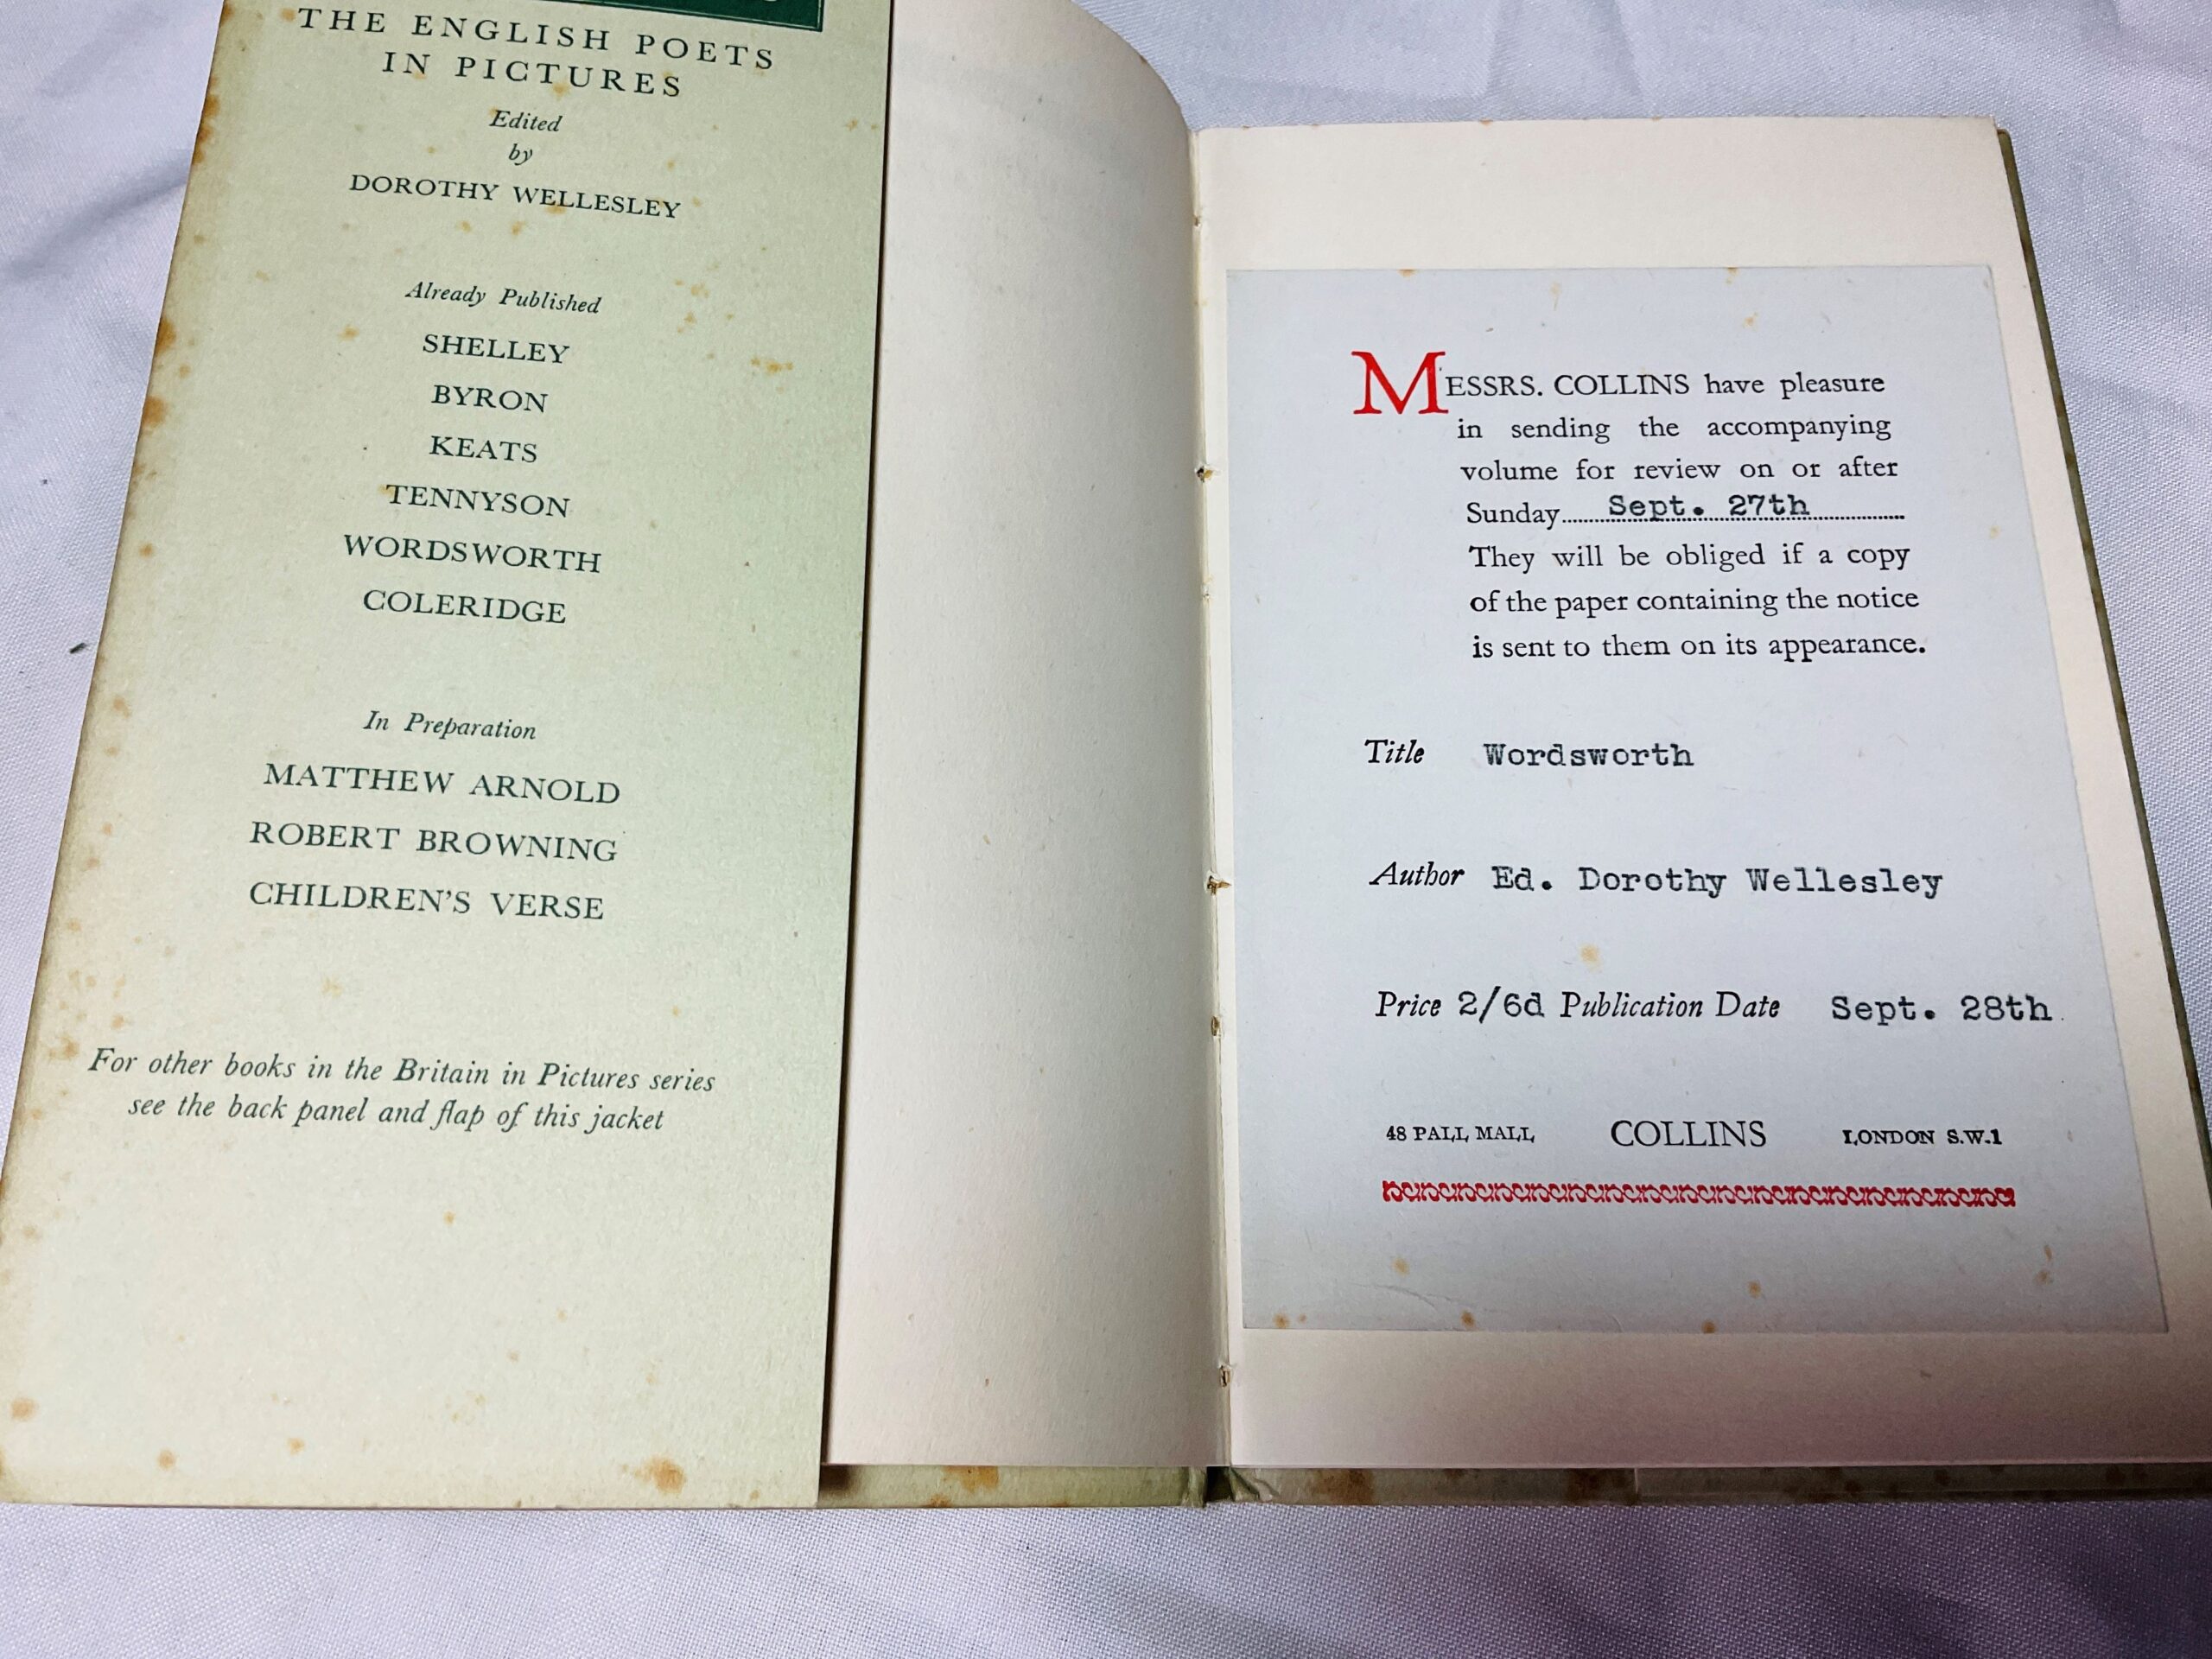 THE ENGLISH POETS
IN PICTURES
Edited
by
DOROTHY WELLESLEY
Already Published
SHELLEY
BYRON
KEATS
TENNYSON
WORDSWORTH
COLERIDGE
In Preparation
MATTHEW ARNOLD
ROBERT BROWNING
CHILDREN'S VERSE
For other books in the Britain in Pictures series
see the back panel and flap of this jacket
MESSRS. COLLINS have pleasure
in sending the accompanying
volume for review on or after
Sunday Sept. 27th
They will be obliged if a copy
of the paper containing the notice
is sent to them on its appearance.
Title Wordsworth
Author Ed. Dorothy Wellesley
Price 2/6d Publication Date Sept. 28th.
48 PALL MALL COLLINS LONDON S.W.1